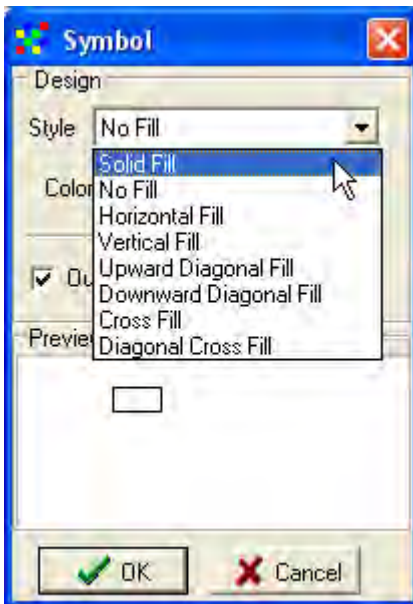 Symbol
Design
Style No Fill
Solid Fill
Color
No Fill
Horizontal Fill
Vertical Fill
Upward Diagonal Fill
Downward Diagonal Fill
Cross Fill
Diagonal Cross Fill
OK
Cancel